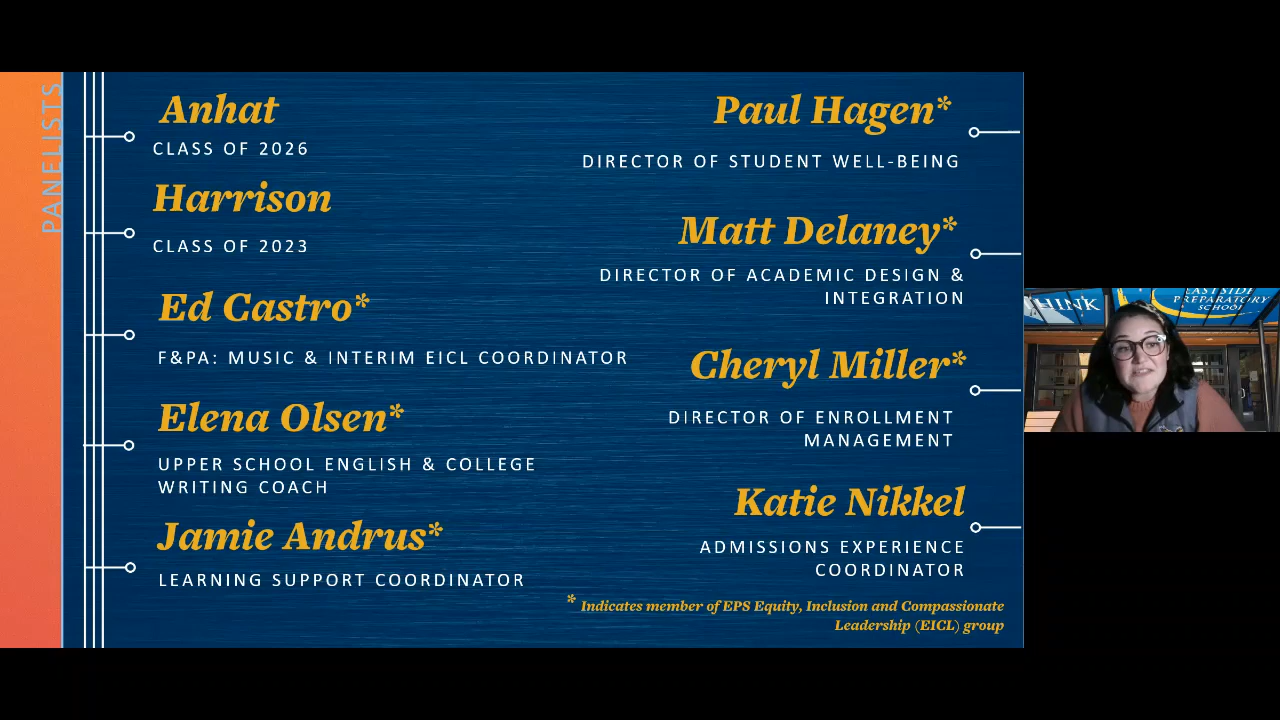 PANELISTS
Anhat
CLASS OF 2026
Harrison
CLASS OF 2023
Ed Castro*
F&PA: MUSIC & INTERIM EICL COORDINATOR
Elena Olsen*
UPPER SCHOOL ENGLISH & COLLEGE
WRITING COACH
Jamie Andrus*
LEARNING SUPPORT COORDINATOR
Paul Hagen*
DIRECTOR OF STUDENT WELL-BEING
Matt Delaney*
DIRECTOR OF ACADEMIC DESIGN &
INTEGRATION
Cheryl Miller*
DIRECTOR OF ENROLLMENT
MANAGEMENT
Katie Nikkel
ADMISSIONS EXPERIENCE
COORDINATOR
* Indicates member of EPS Equity, Inclusion and Compassionate
Leadership (EICL) group
THINK
EASTSIDE
PREPARATORY
SCHOOL